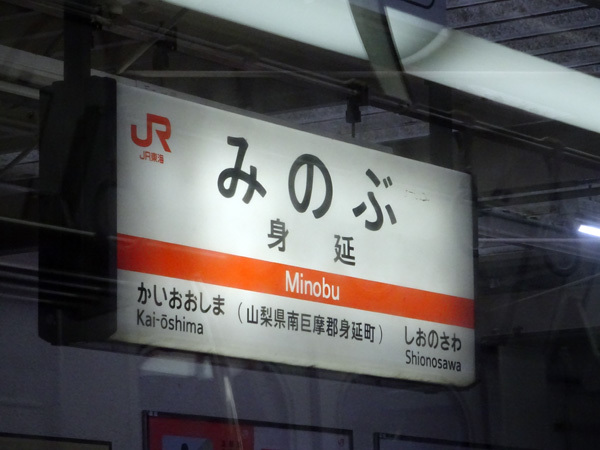 JR
JR東海
みのぶ
身延
Minobu
かいおおしま
Kai-ōshima
(山梨県南巨摩郡身延町)
しおのさわ
Shionosawa